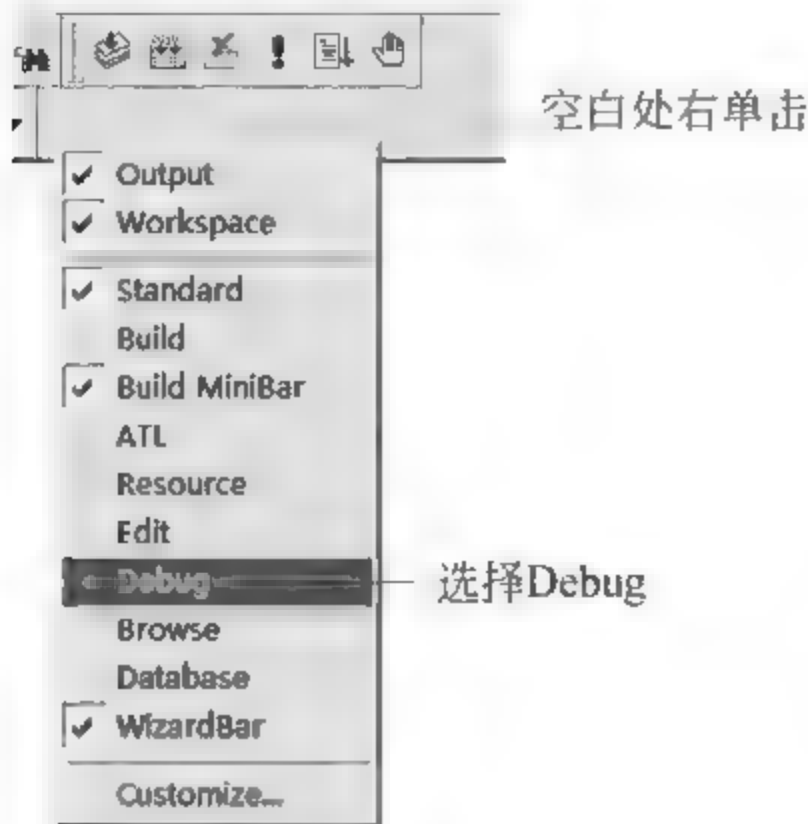 空白处右单击
Output
Workspace
Standard
Build
Build MiniBar
ATL
Resource
Edit
Debug
选择Debug
Browse
Database
WizardBar
Customize...